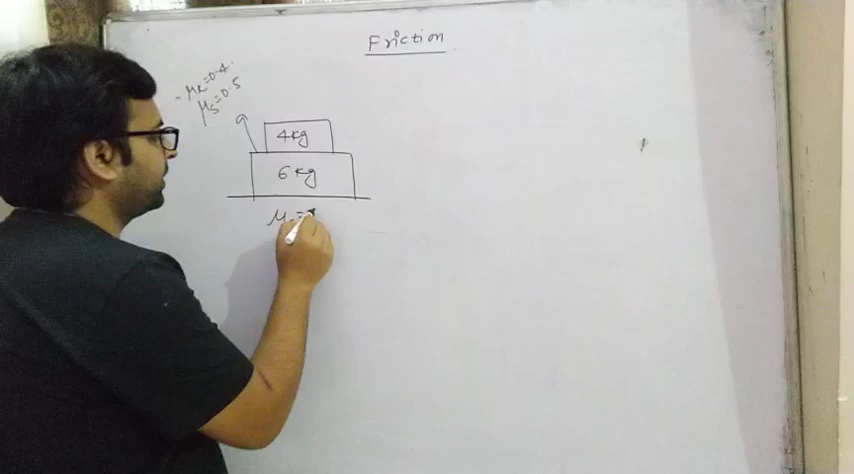 Friction
μk=0.4
μs=0.5
4kg
6kg